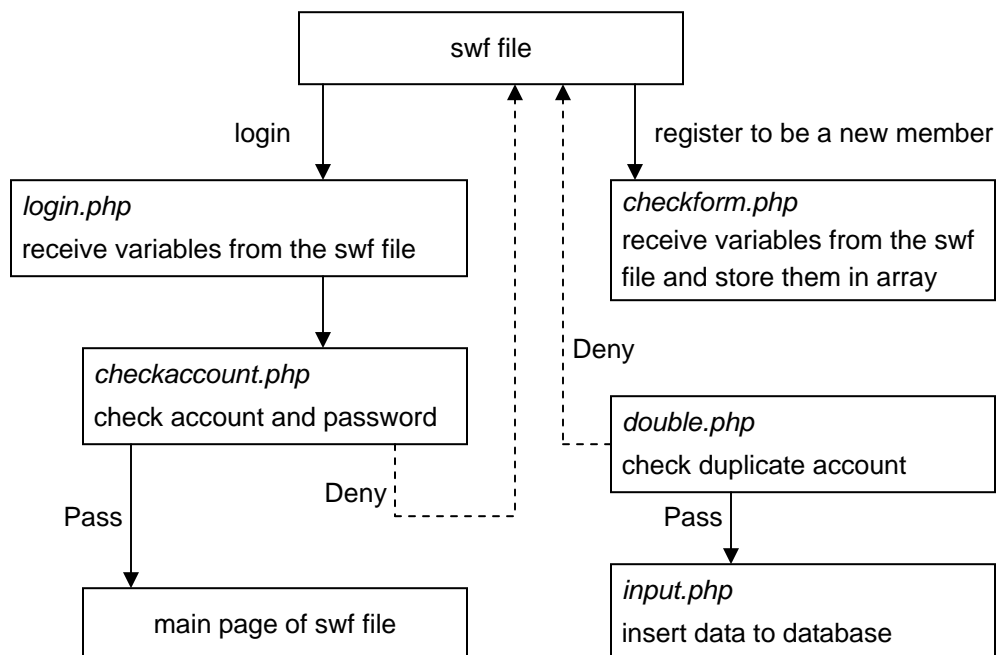 swf file
login
register to be a new member
login.php
receive variables from the swf file
checkform.php
receive variables from the swf
file and store them in array
checkaccount.php
check account and password
Deny
double.php
check duplicate account
Deny
Pass
Pass
main page of swf file
input.php
insert data to database